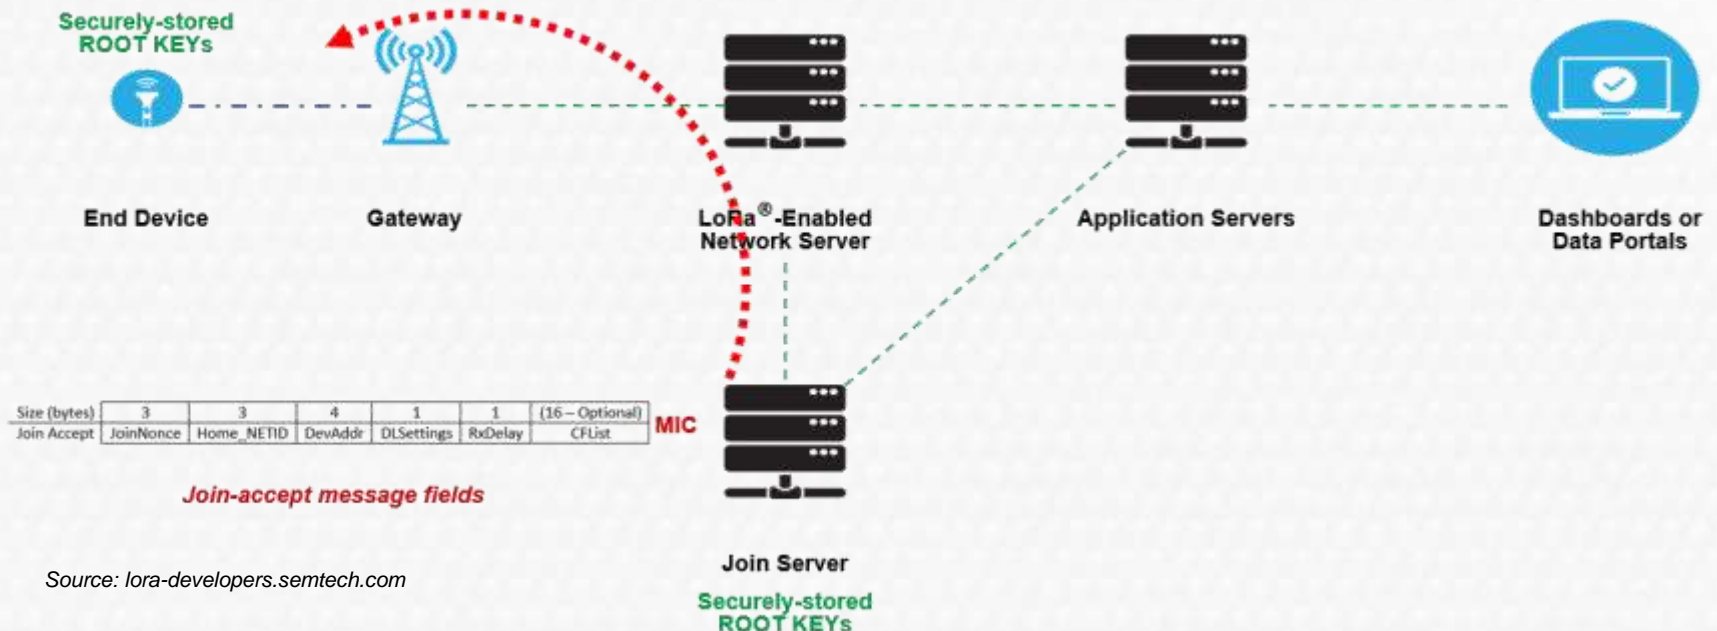 Securely-stored
ROOT KEYs
End Device
Gateway
LoRa®-Enabled
Network Server
Application Servers
Dashboards or
Data Portals
Size (bytes) 3 3 4 1 1 (16 – Optional)
Join Accept JoinNonce Home_NETID DevAddr DLSettings RxDelay CFList
MIC
Join-accept message fields
Join Server
Securely-stored
ROOT KEYs
Source: lora-developers.semtech.com